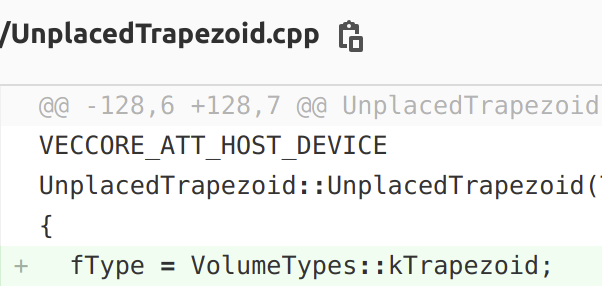 /UnplacedTrapezoid.cpp
@@ -128,6 +128,7 @@ UnplacedTrapezoid
VECCORE_ATT_HOST_DEVICE
UnplacedTrapezoid::UnplacedTrapezoid(
{
+ fType = VolumeTypes::kTrapezoid;